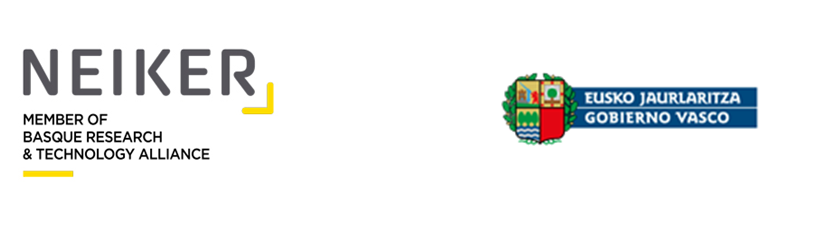 NEIKER
MEMBER OF
BASQUE RESEARCH
& TECHNOLOGY ALLIANCE
EUSKO JAURLARITZA
GOBIERNO VASCO